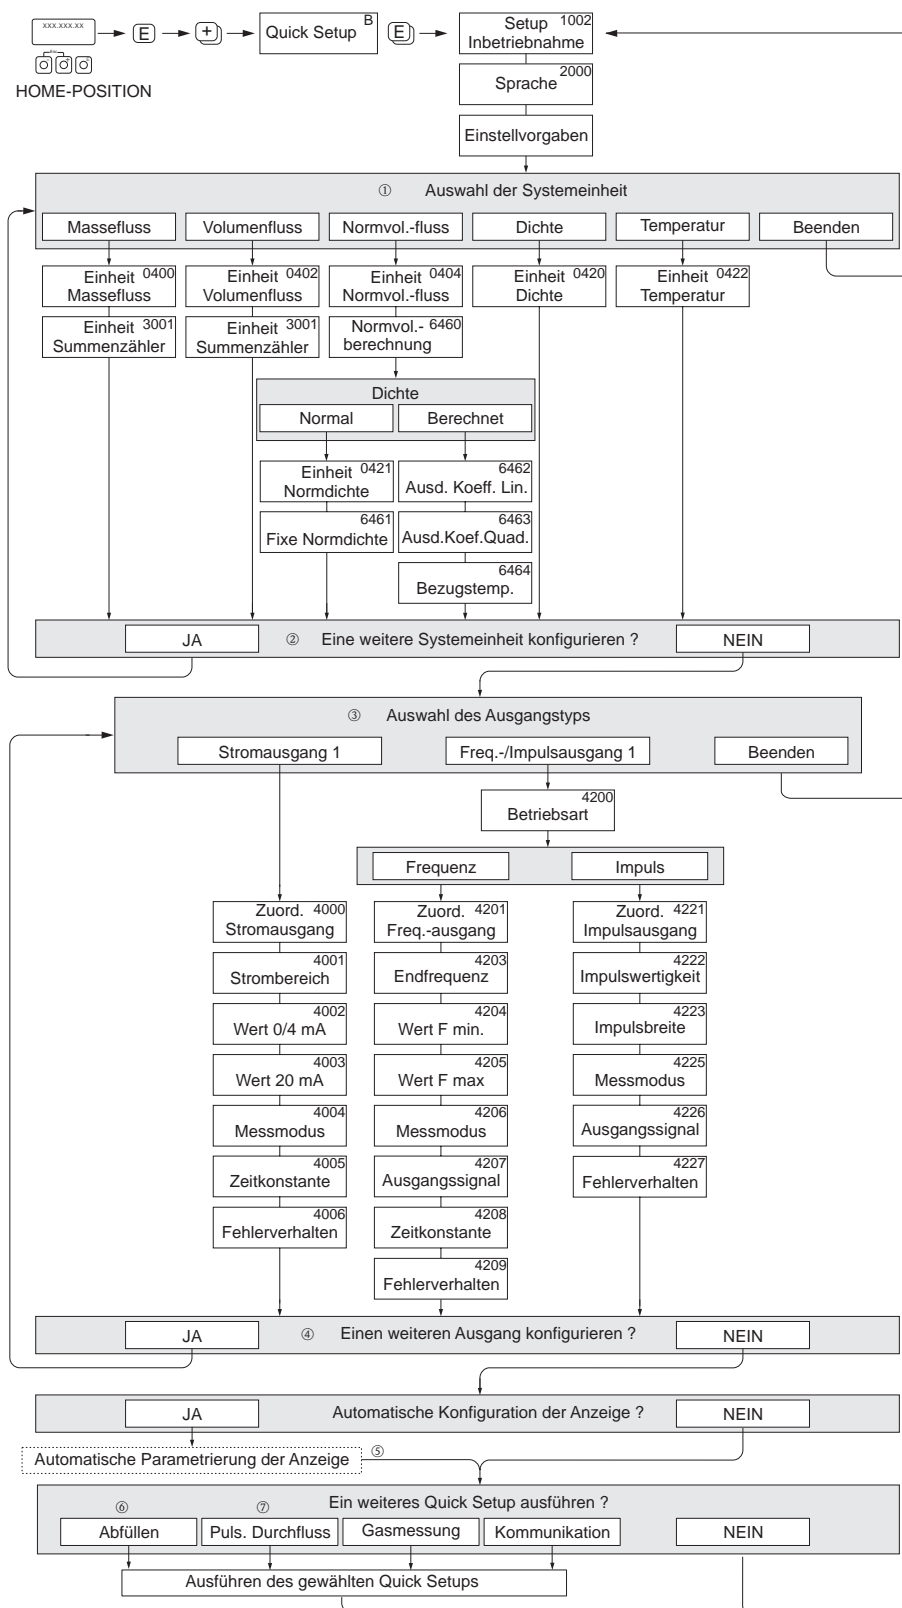 xxx.xxx.xx
Esc
E
+
Quick Setup
B
E
Setup 1002
Inbetriebnahme
HOME-POSITION
2000
Sprache
Einstellvorgaben
① Auswahl der Systemeinheit
Massefluss
Volumenfluss
Normvol.-fluss
Dichte
Temperatur
Beenden
Einheit 0400
Massefluss
Einheit 0402
Volumenfluss
Einheit 0404
Normvol.-fluss
Einheit 0420
Dichte
Einheit 0422
Temperatur
Einheit 3001
Summenzähler
Einheit 3001
Summenzähler
Normvol.- 6460
berechnung
Dichte
Normal
Berechnet
Einheit 0421
Normdichte
6462
Ausd. Koeff. Lin.
6461
Fixe Normdichte
6463
Ausd.Koef.Quad.
6464
Bezugstemp.
JA
② Eine weitere Systemeinheit konfigurieren ?
NEIN
③ Auswahl des Ausgangstyps
Stromausgang 1
Freq.-/Impulsausgang 1
Beenden
4200
Betriebsart
Frequenz
Impuls
Zuord. 4000
Stromausgang
Zuord. 4201
Freq.-ausgang
Zuord. 4221
Impulsausgang
4001
Strombereich
4203
Endfrequenz
4222
Impulswertigkeit
4002
Wert 0/4 mA
4204
Wert F min.
4223
Impulsbreite
4003
Wert 20 mA
4205
Wert F max
4225
Messmodus
4004
Messmodus
4206
Messmodus
4226
Ausgangssignal
4005
Zeitkonstante
4207
Ausgangssignal
4227
Fehlerverhalten
4006
Fehlerverhalten
4208
Zeitkonstante
4209
Fehlerverhalten
JA
④ Einen weiteren Ausgang konfigurieren ?
NEIN
JA
Automatische Konfiguration der Anzeige ?
NEIN
Automatische Parametrierung der Anzeige
⑤
Ein weiteres Quick Setup ausführen ?
⑥
⑦
Abfüllen
Puls. Durchfluss
Gasmessung
Kommunikation
NEIN
Ausführen des gewählten Quick Setups